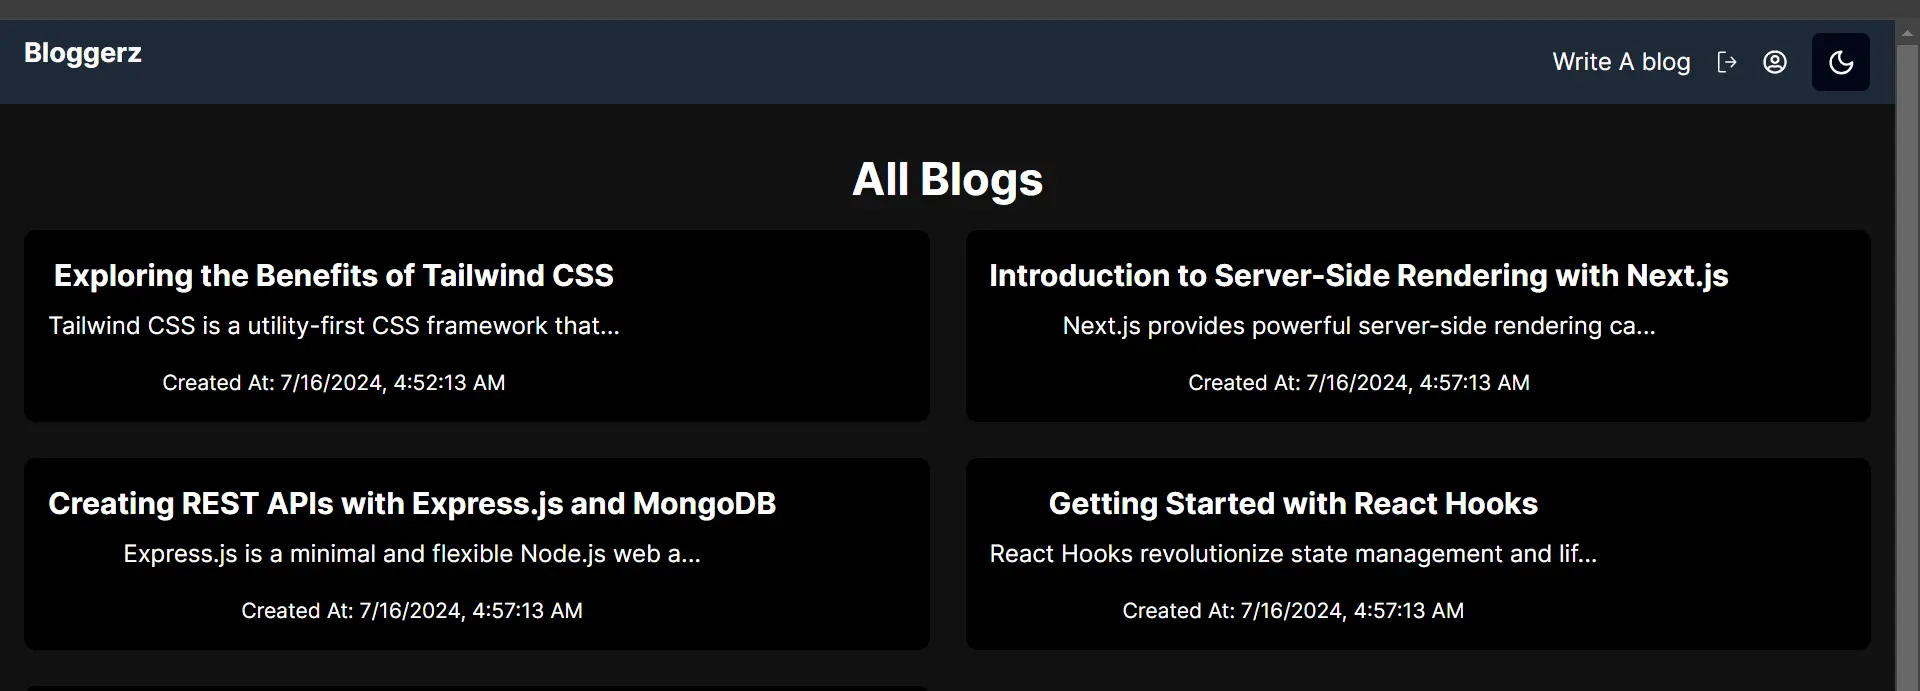 Bloggerz
Write A blog
All Blogs
Exploring the Benefits of Tailwind CSS
Tailwind CSS is a utility-first CSS framework that...
Created At: 7/16/2024, 4:52:13 AM
Introduction to Server-Side Rendering with Next.js
Next.js provides powerful server-side rendering ca...
Created At: 7/16/2024, 4:57:13 AM
Creating REST APIs with Express.js and MongoDB
Express.js is a minimal and flexible Node.js web a...
Created At: 7/16/2024, 4:57:13 AM
Getting Started with React Hooks
React Hooks revolutionize state management and lif...
Created At: 7/16/2024, 4:57:13 AM